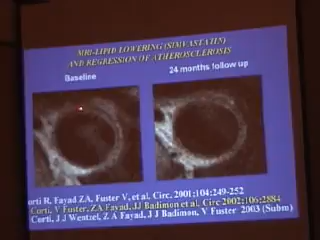 MRI-LIPID LOWERING (SIMVASTATIN)
AND REGRESSION OF ATHEROSCLEROSIS
Baseline
24 months follow up
orti R, Fayad ZA, Fuster V, et al. Circ. 2001;104:249-252
Corti, V Fuster, ZA Fayad, JJ Badimon et al. Circ 2002;106:2884
Corti, J J Wentzel, Z A Fayad, J J Badimon, V Fuster 2003 (Subm)